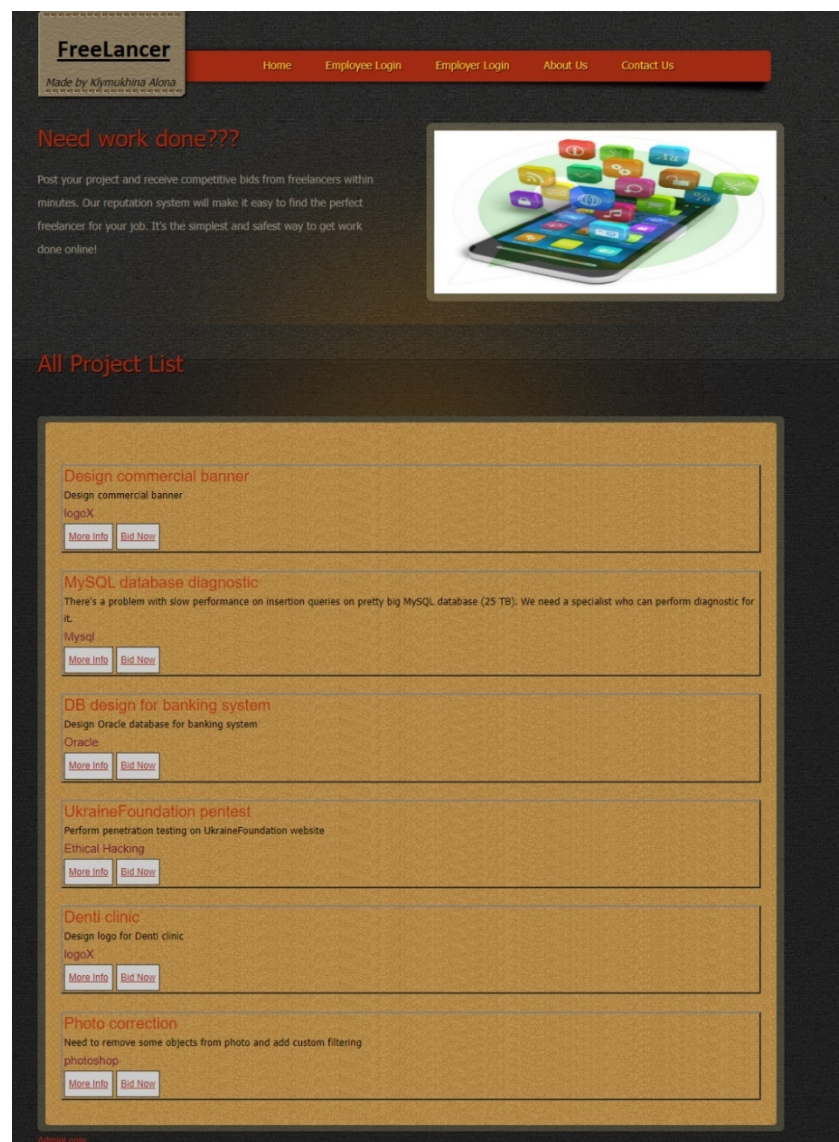 FreeLancer
Made by Klymukhina Alona
Home Employee Login Employer Login About Us Contact Us
Need work done???
Post your project and receive competitive bids from freelancers within
minutes. Our reputation system will make it easy to find the perfect
freelancer for your job. It's the simplest and safest way to get work
done online!
All Project List
Design commercial banner
Design commercial banner
logoX
More Info Bid Now
MySQL database diagnostic
There's a problem with slow performance on insertion queries on pretty big MySQL database (25 TB). We need a specialist who can perform diagnostic for
it.
Mysql
More Info Bid Now
DB design for banking system
Design Oracle database for banking system
Oracle
More Info Bid Now
UkraineFoundation pentest
Perform penetration testing on UkraineFoundation website
Ethical Hacking
More Info Bid Now
Denti clinic
Design logo for Denti clinic
logoX
More Info Bid Now
Photo correction
Need to remove some objects from photo and add custom filtering
photoshop
More Info Bid Now